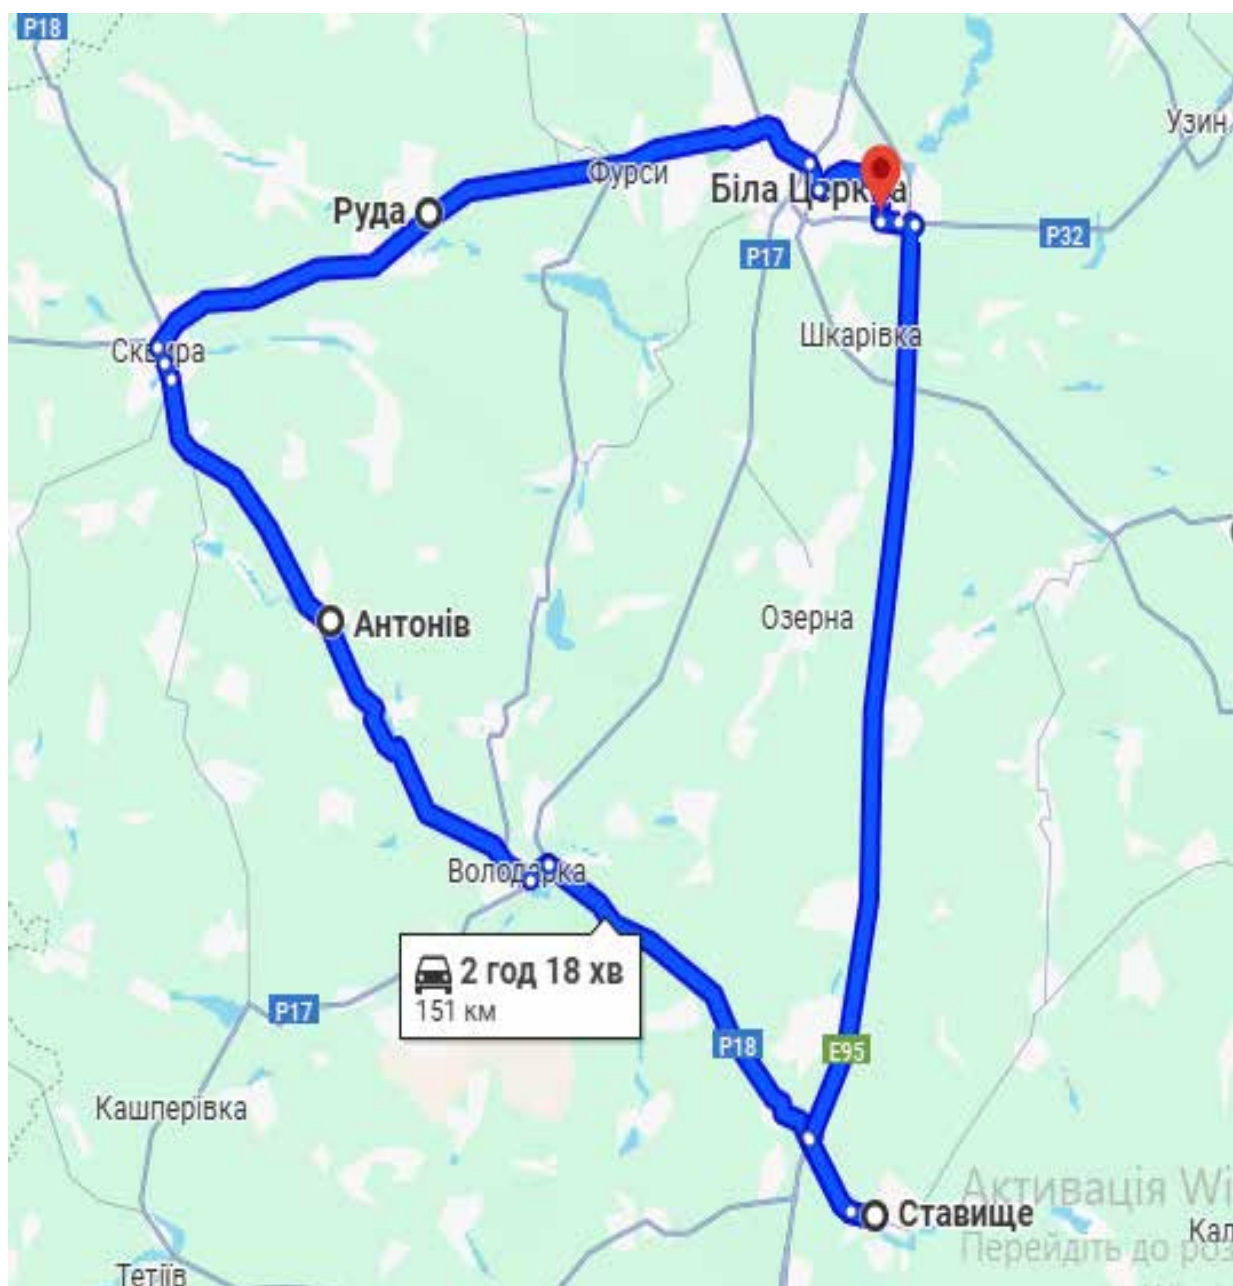 P18
Узин
Фурси
Біла Церква
Руда
P32
P17
Шкарівка
Сквира
Озерна
Антонів
Володарка
2 год 18 хв
151 км
P17
P18
E95
Кашперівка
Активація Wi
Ставище
Кал
Перейдіть до роз
Тетіїв